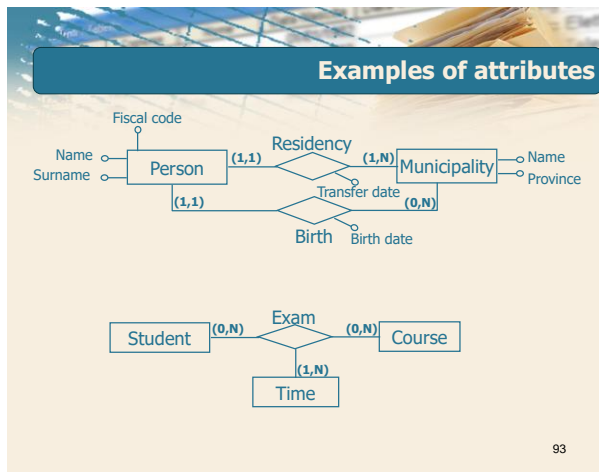 Examples of attributes
Fiscal code
Name
Surname
Person
(1,1)
Residency
(1,N)
Municipality
Name
Province
Transfer date
(1,1)
(0,N)
Birth
Birth date
Exam
Student
(0,N)
(0,N)
Course
(1,N)
Time
93